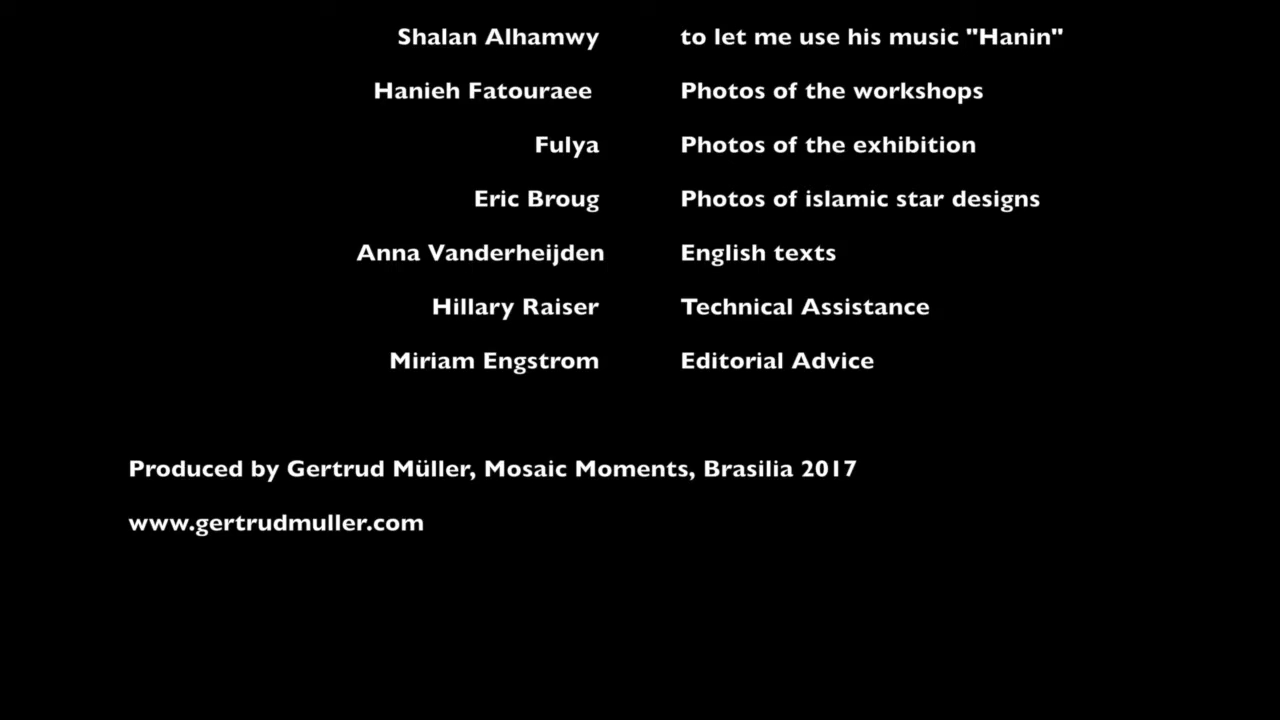 Shalan Alhamwy to let me use his music "Hanin"
Hanieh Fatouraee Photos of the workshops
Fulya Photos of the exhibition
Eric Broug Photos of islamic star designs
Anna Vanderheijden English texts
Hillary Raiser Technical Assistance
Miriam Engstrom Editorial Advice
Produced by Gertrud Müller, Mosaic Moments, Brasilia 2017
www.gertrudmuller.com